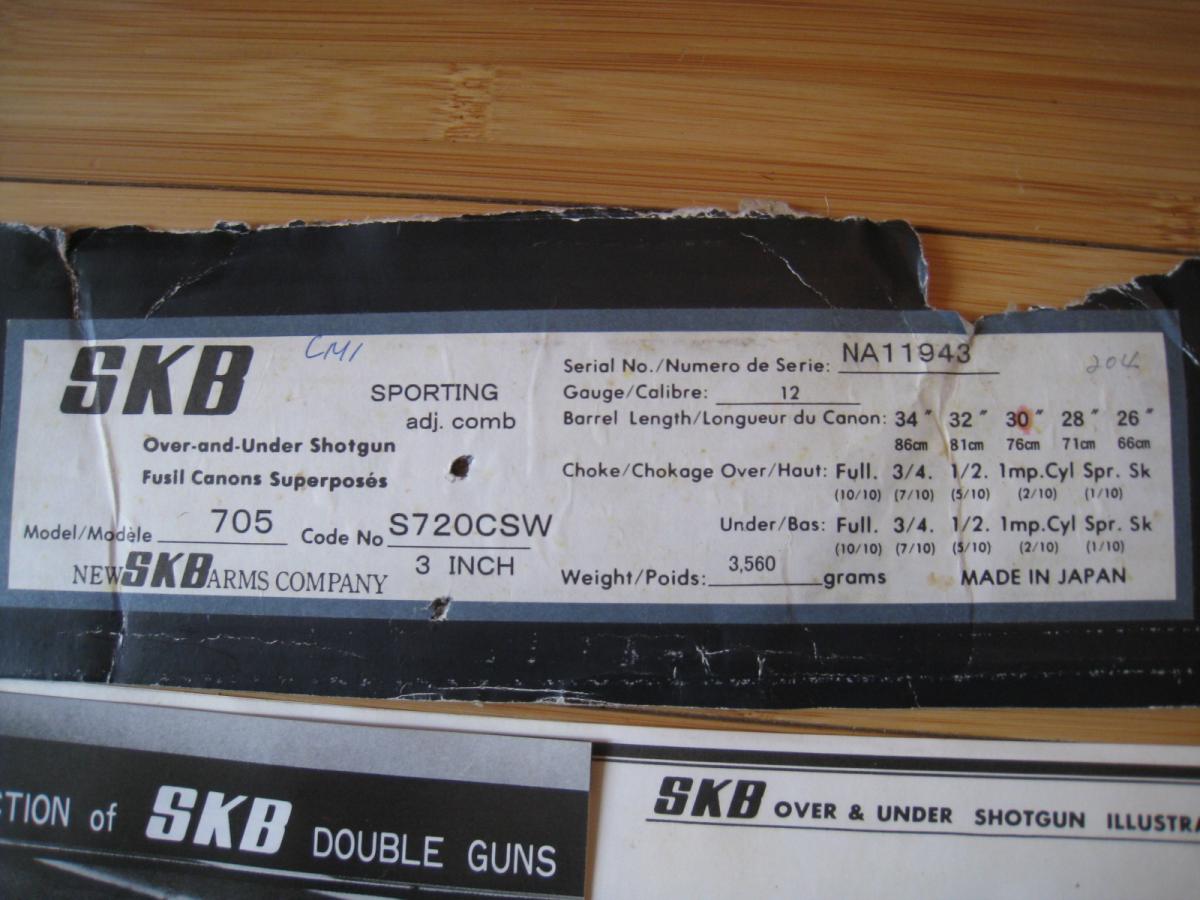 SKB
CM1
SPORTING
adj. comb
Over-and-Under Shotgun
Fusil Canons Superposés
Model/Modèle 705 Code No S720CSW
3 INCH
NEW SKB ARMS COMPANY
Serial No./Numero de Serie: NA11943
204
Gauge/Calibre: 12
Barrel Length/Longueur du Canon: 34" 32" 30" 28" 26"
86cm 81cm 76cm 71cm 66cm
Choke/Chokage Over/Haut: Full. 3/4. 1/2. 1mp.Cyl Spr. Sk
(10/10) (7/10) (5/10) (2/10) (1/10)
Under/Bas: Full. 3/4. 1/2. 1mp.Cyl Spr. Sk
(10/10) (7/10) (5/10) (2/10) (1/10)
Weight/Poids: 3,560 grams MADE IN JAPAN
CTION of SKB DOUBLE GUNS
SKB OVER & UNDER SHOTGUN ILLUSTRA